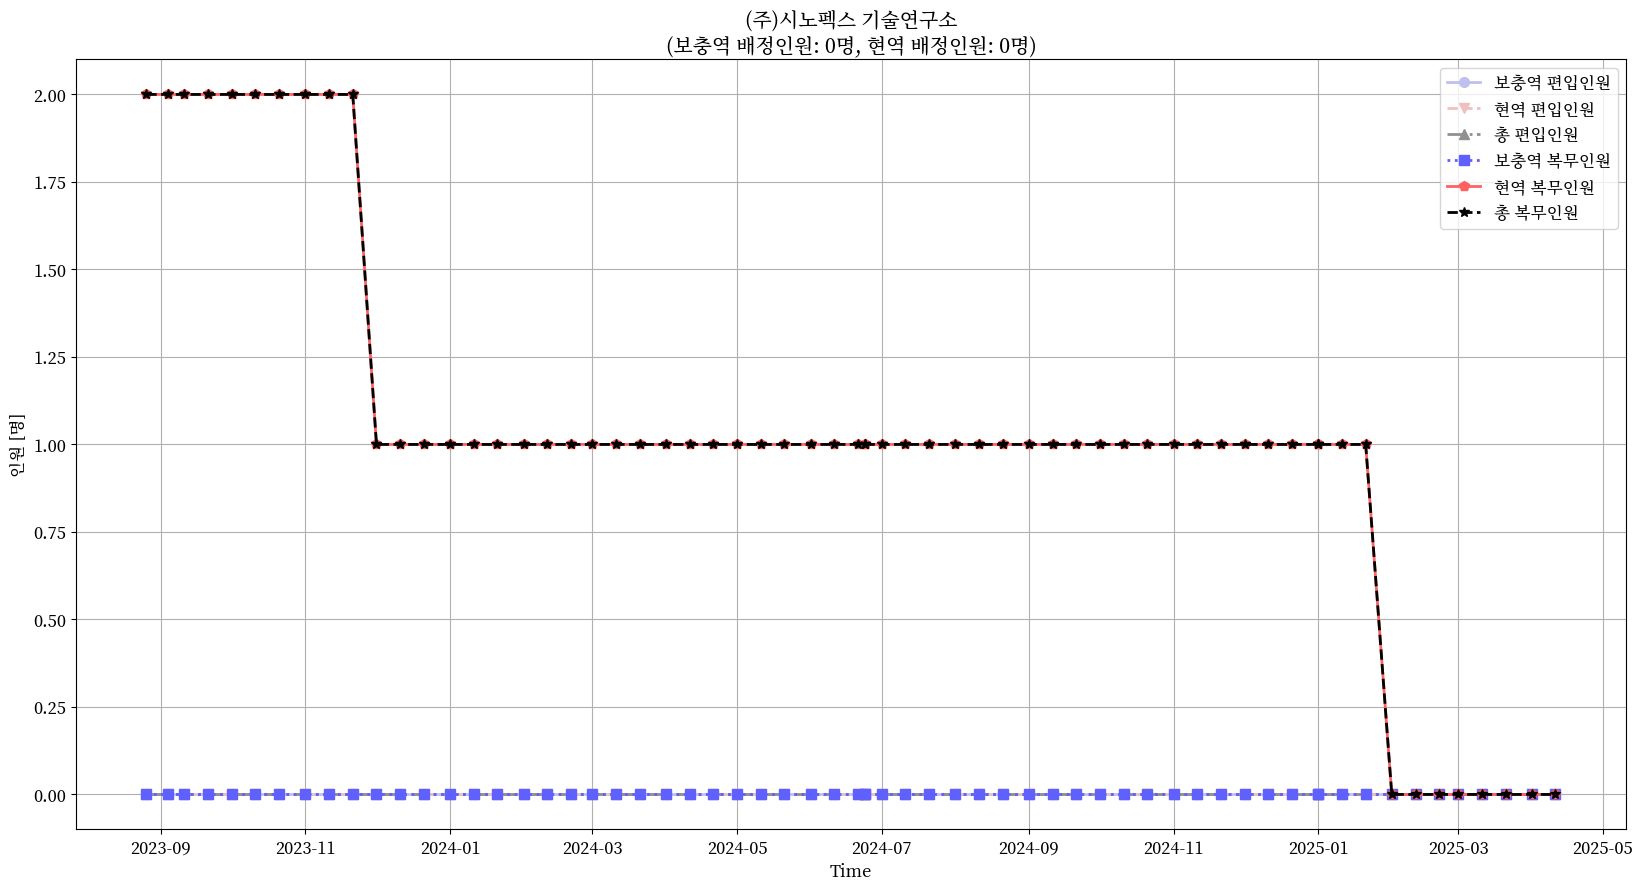 (주)시노펙스 기술연구소
(보충역 배정인원: 0명, 현역 배정인원: 0명)
보충역 편입인원
현역 편입인원
총 편입인원
보충역 복무인원
현역 복무인원
총 복무인원
인원 [명]
2.00
1.75
1.50
1.25
1.00
0.75
0.50
0.25
0.00
2023-09
2023-11
2024-01
2024-03
2024-05
2024-07
2024-09
2024-11
2025-01
2025-03
2025-05
Time